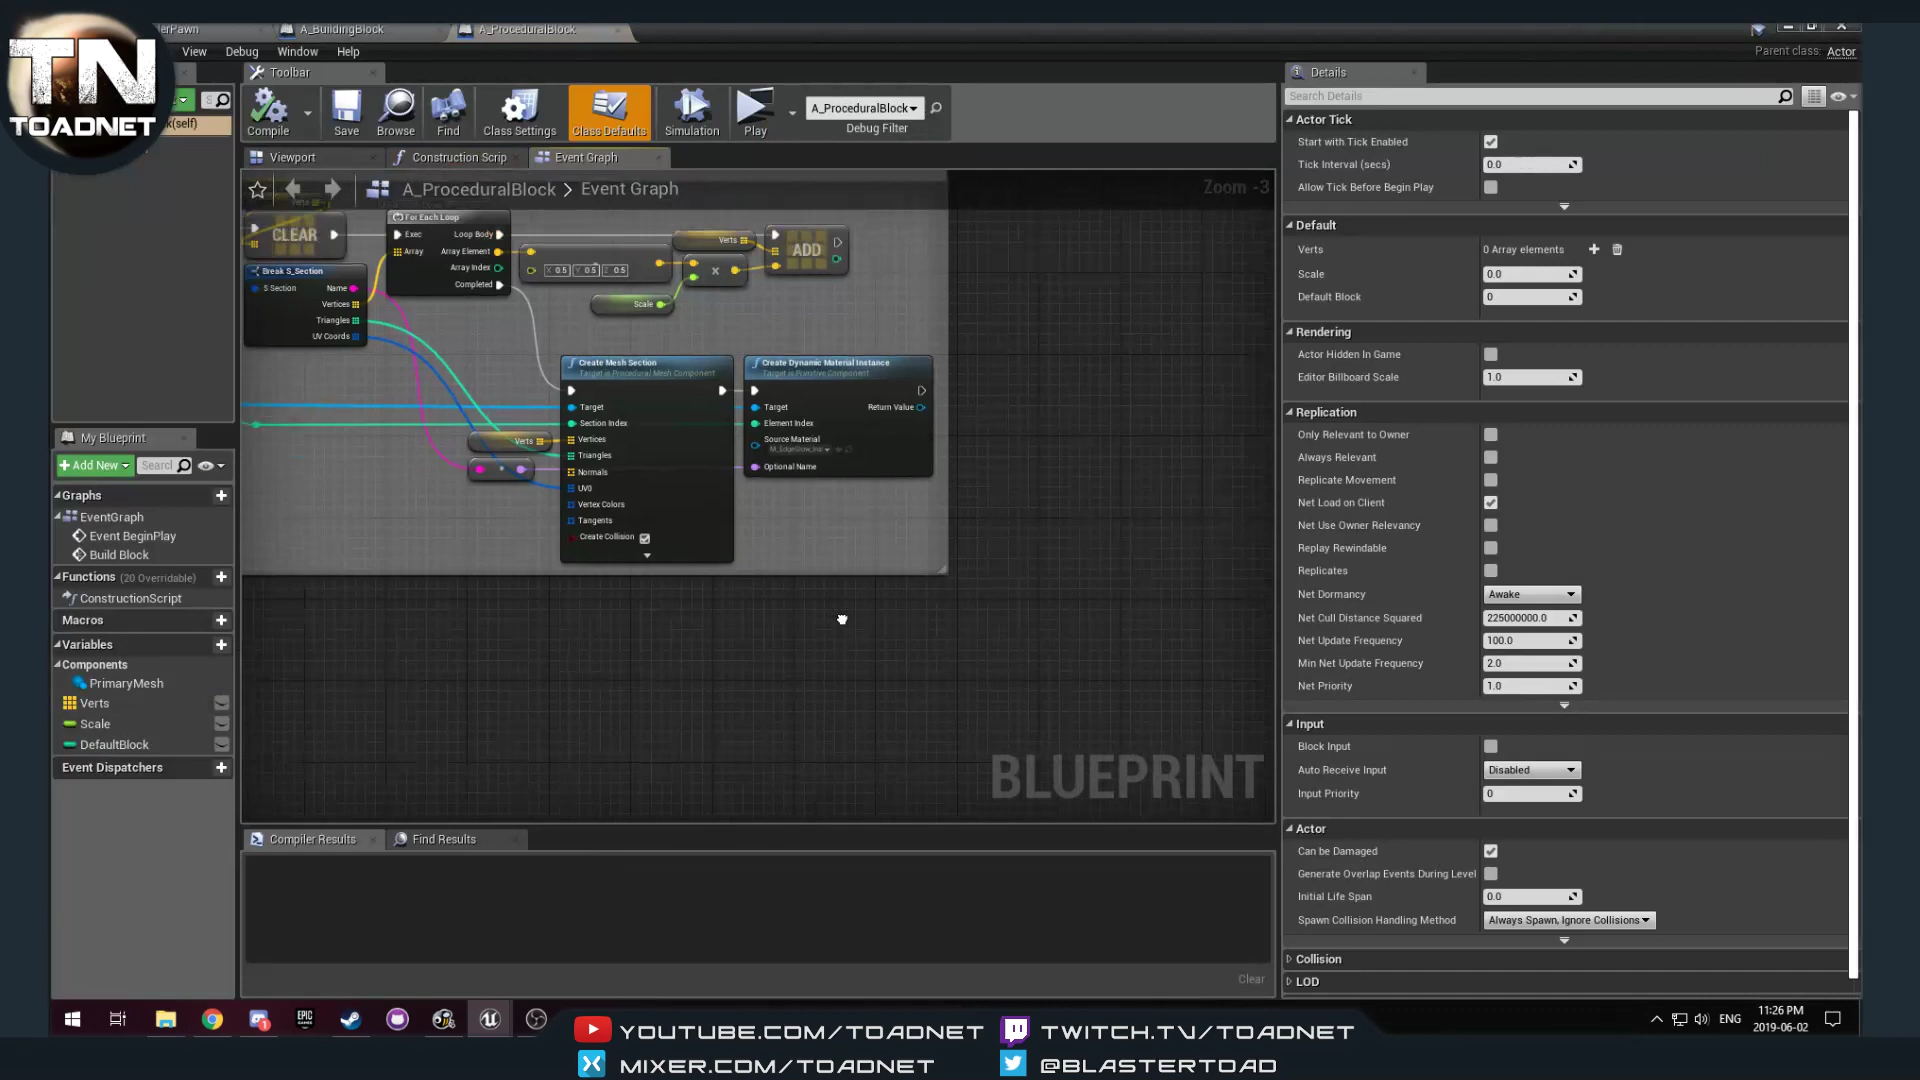 A_BuildingBlock
A_ProceduralBlock
View Debug Window Help
Parent class: Actor
TN
TOADNET
Toolbar
Compile
Save
Browse
Find
Class Settings
Class Defaults
Simulation
Play
A_ProceduralBlock
Debug Filter
Viewport
Construction Scrip
Event Graph
A_ProceduralBlock > Event Graph
Zoom -3
CLEAR
For Each Loop
Exec Loop Body
Array Array Element
Array Index
Completed
Break S_Section
S Section Name
Vertices
Triangles
UV Coords
X 0.5 Y 0.5 Z 0.5
Verts
Scale
ADD
Create Mesh Section
Target is Procedural Mesh Component
Target
Section Index
Vertices
Triangles
Normals
UV0
Vertex Colors
Tangents
Create Collision
Verts
Create Dynamic Material Instance
Target is Primitive Component
Target Return Value
Element Index
Source Material
Optional Name
BLUEPRINT
My Blueprint
Add New Search
Graphs
EventGraph
Event BeginPlay
Build Block
Functions (20 Overridable)
ConstructionScript
Macros
Variables
Components
PrimaryMesh
Verts
Scale
DefaultBlock
Event Dispatchers
Compiler Results
Find Results
Clear
Details
Search Details
Actor Tick
Start with Tick Enabled
Tick Interval (secs) 0.0
Allow Tick Before Begin Play
Default
Verts 0 Array elements
Scale 0.0
Default Block 0
Rendering
Actor Hidden In Game
Editor Billboard Scale 1.0
Replication
Only Relevant to Owner
Always Relevant
Replicate Movement
Net Load on Client
Net Use Owner Relevancy
Replay Rewindable
Replicates
Net Dormancy Awake
Net Cull Distance Squared 225000000.0
Net Update Frequency 100.0
Min Net Update Frequency 2.0
Net Priority 1.0
Input
Block Input
Auto Receive Input Disabled
Input Priority 0
Actor
Can be Damaged
Generate Overlap Events During Level
Initial Life Span 0.0
Spawn Collision Handling Method Always Spawn, Ignore Collisions
Collision
LOD
EPIC GAMES
ENG
11:26 PM
2019-06-02
YOUTUBE.COM/TOADNET
TWITCH.TV/TOADNET
MIXER.COM/TOADNET
@BLASTERTOAD